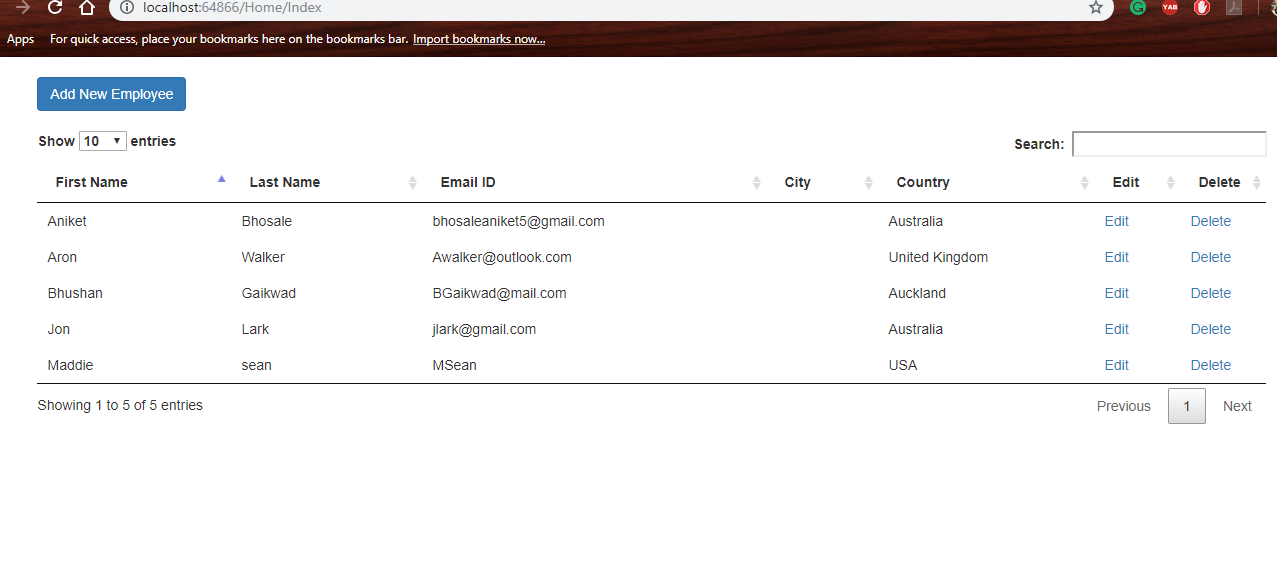 localhost:64866/Home/Index
YAB
Apps For quick access, place your bookmarks here on the bookmarks bar. Import bookmarks now...
Add New Employee
Show 10 entries Search:
First Name Last Name Email ID City Country Edit Delete
Aniket Bhosale bhosaleaniket5@gmail.com Australia Edit Delete
Aron Walker Awalker@outlook.com United Kingdom Edit Delete
Bhushan Gaikwad BGaikwad@mail.com Auckland Edit Delete
Jon Lark jlark@gmail.com Australia Edit Delete
Maddie sean MSean USA Edit Delete
Showing 1 to 5 of 5 entries Previous 1 Next